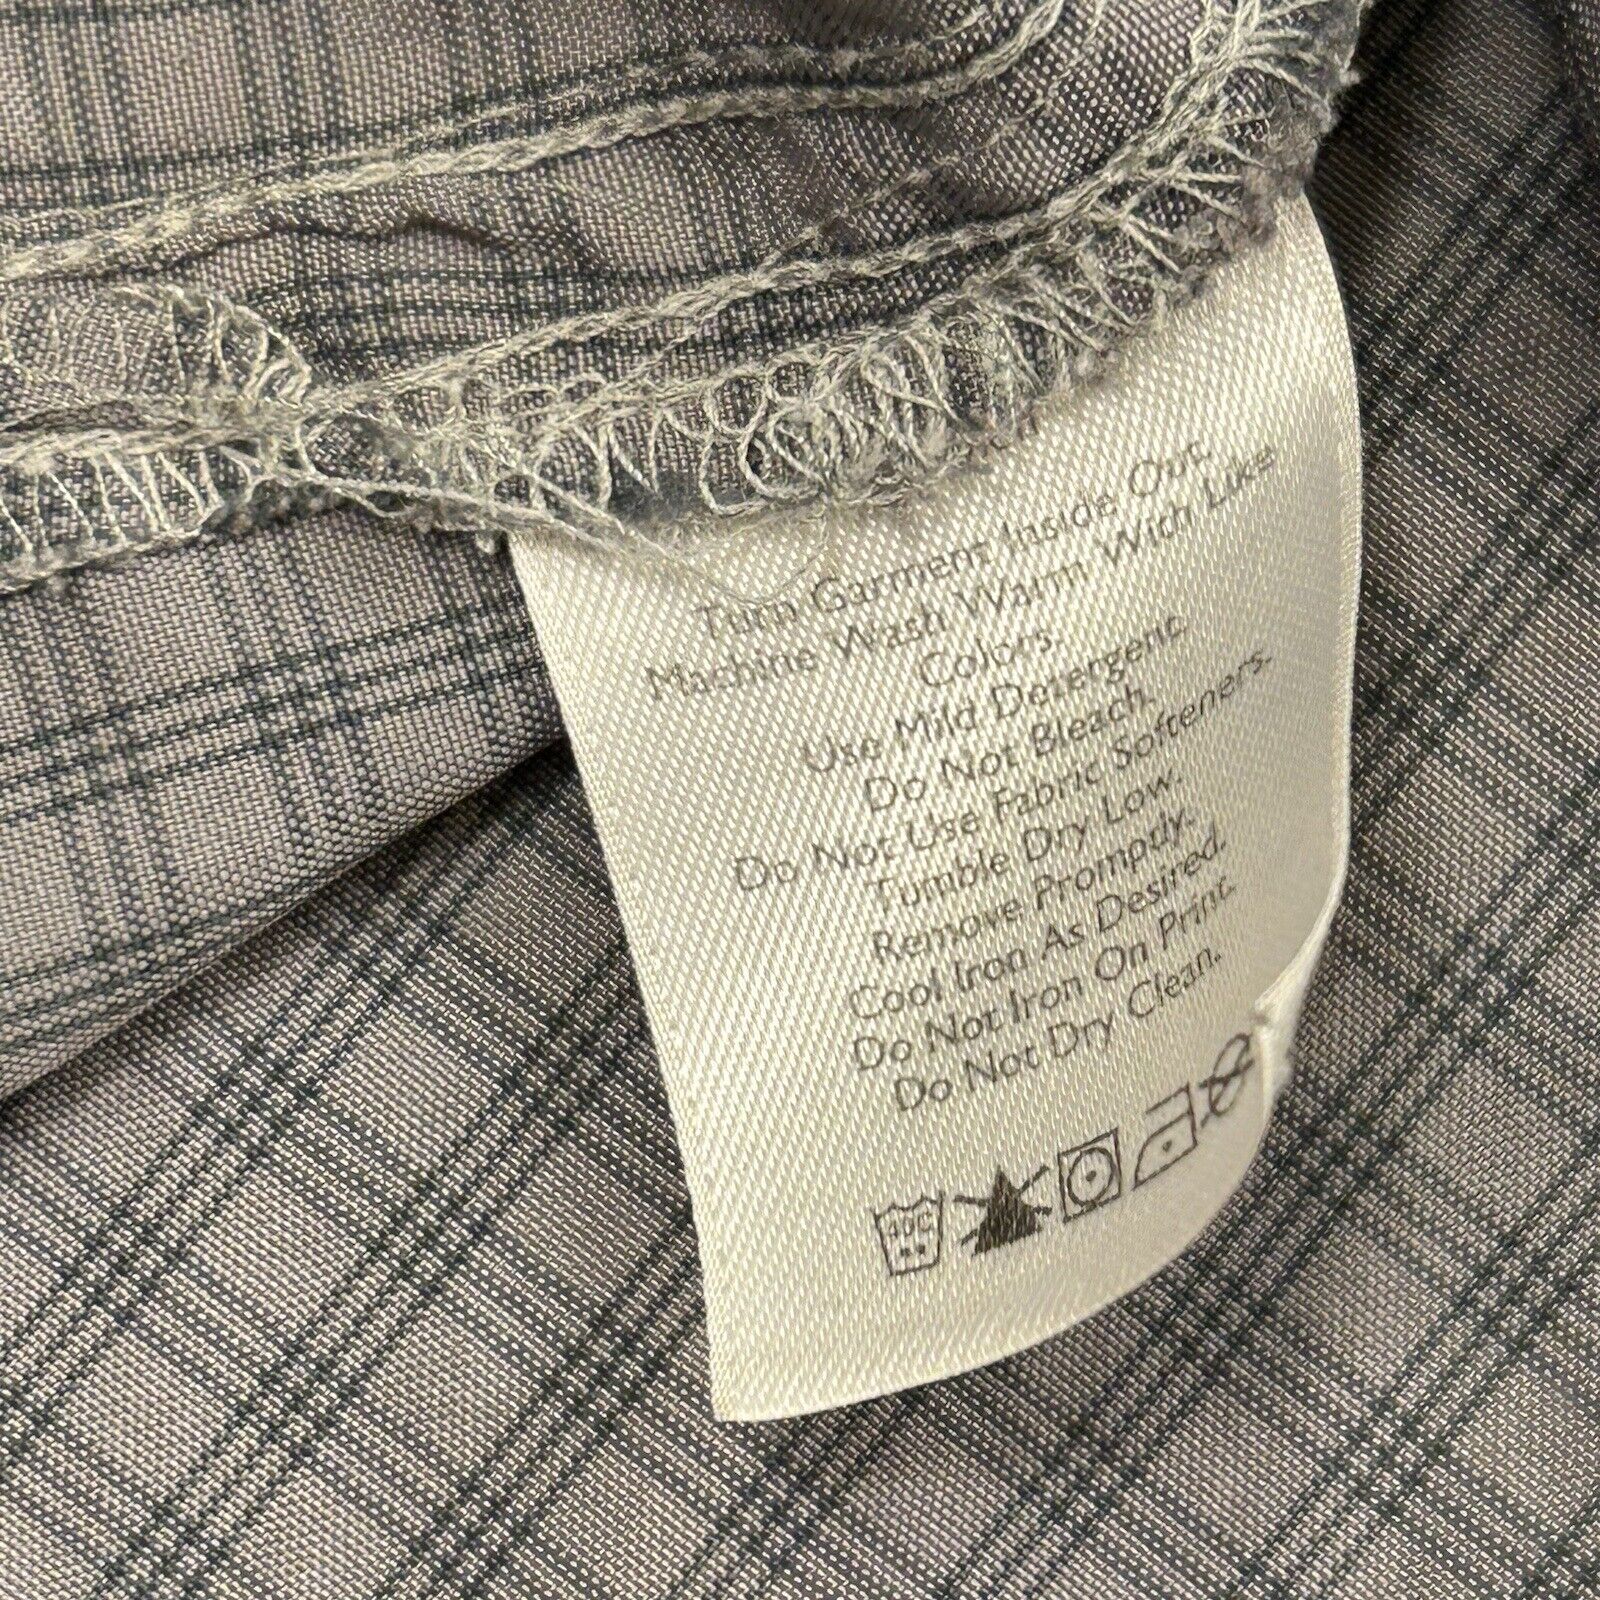 Turn Garment Inside Out.
Machine Wash Warm With Like
Colors.
Use Mild Detergent
Do Not Bleach.
Do Not Use Fabric Softeners.
Tumble Dry Low.
Remove Promptly.
Cool Iron As Desired.
Do Not Iron On Print.
Do Not Dry Clean.
40C